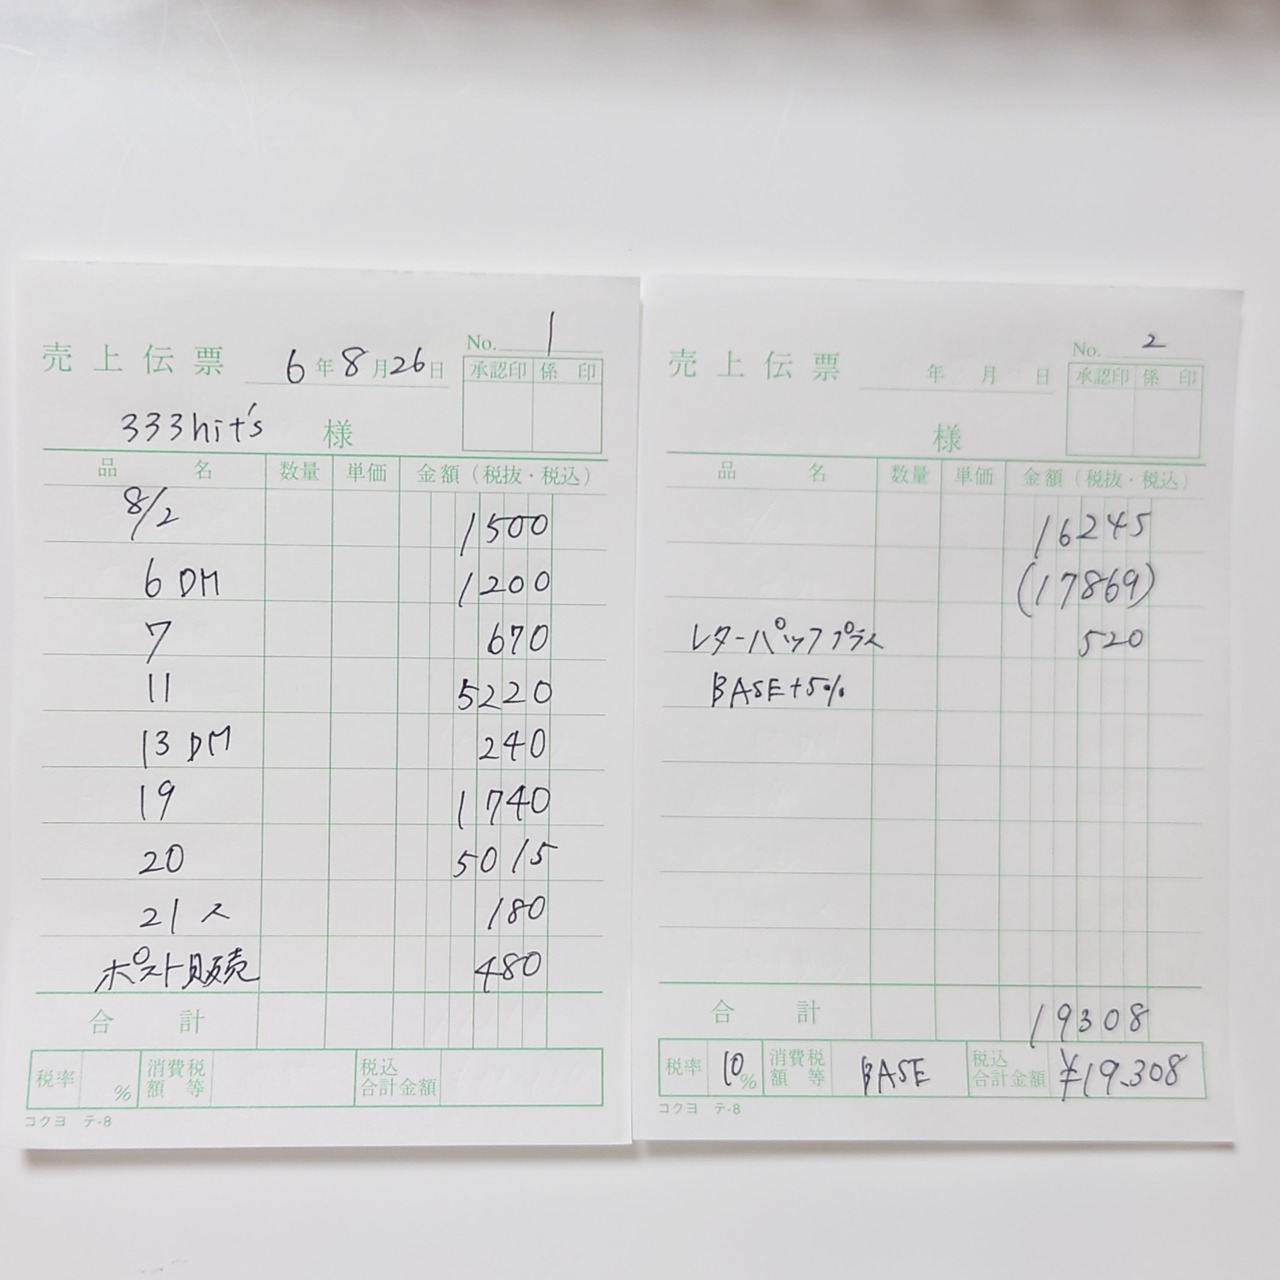 売上伝票 6年8月26日 No. 1
承認印 係印
333hit's 様
品名 数量 単価 金額(税抜・税込)
8/2 1500
6 DM 1200
7 670
11 5220
13 DM 240
19 1740
20 5015
21 ス 180
ポスト販売 480
合計
税率 % 消費税額等 税込合計金額
コクヨ テ-8
売上伝票 年 月 日 No. 2
承認印 係印
様
品名 数量 単価 金額(税抜・税込)
16245
(17869)
レターパックプラス 520
BASE+5%
合計 19308
税率 10% 消費税額等 BASE 税込合計金額 ¥19.308
コクヨ テ-8